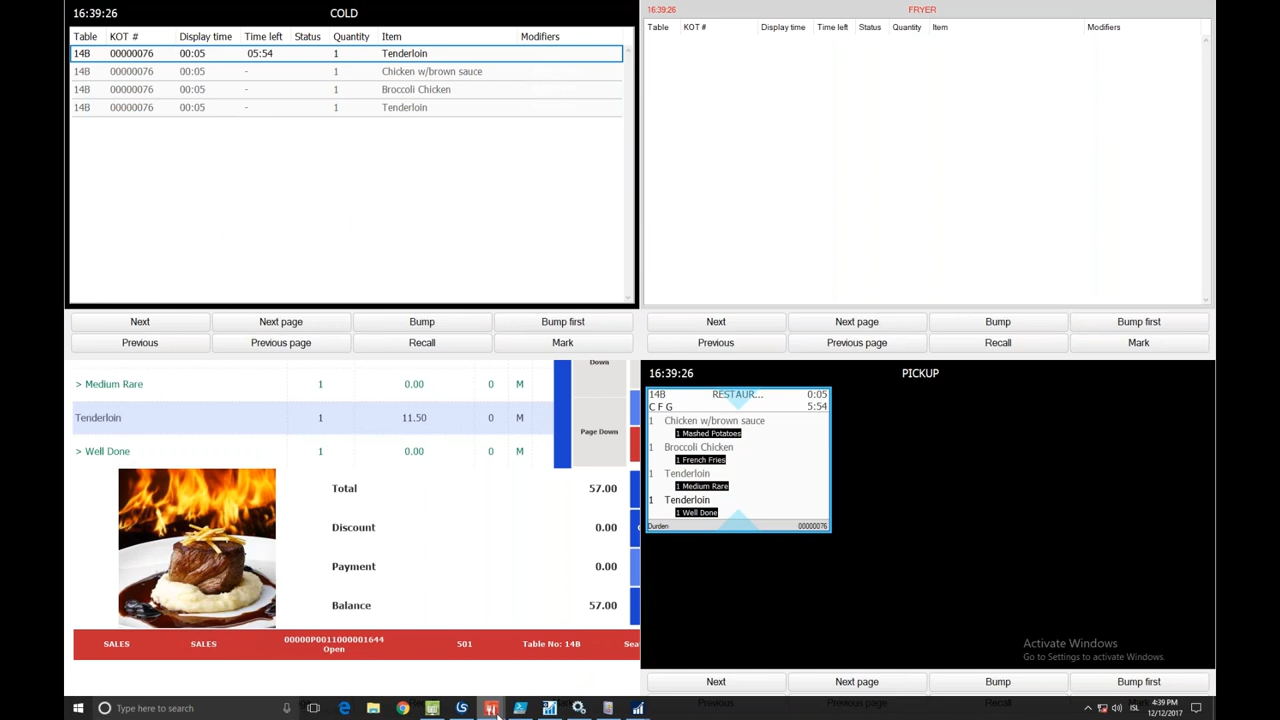 16:39:26 COLD
Table KOT # Display time Time left Status Quantity Item Modifiers
14B 00000076 00:05 05:54 1 Tenderloin
14B 00000076 00:05 - 1 Chicken w/brown sauce
14B 00000076 00:05 - 1 Broccoli Chicken
14B 00000076 00:05 - 1 Tenderloin
Next Next page Bump Bump first
Previous Previous page Recall Mark
16:39:26 FRYER
Table KOT # Display time Time left Status Quantity Item Modifiers
Next Next page Bump Bump first
Previous Previous page Recall Mark
> Medium Rare 1 0.00 0 M
Tenderloin 1 11.50 0 M
> Well Done 1 0.00 0 M
Down
Page Down
Total 57.00
Discount 0.00
Payment 0.00
Balance 57.00
SALES SALES 00000P0011000001644 S01 Table No: 14B Sea
Open
16:39:26 PICKUP
14B RESTAUR... 0:05
C F G 5:54
1 Chicken w/brown sauce
1 Mashed Potatoes
1 Broccoli Chicken
1 French Fries
1 Tenderloin
1 Medium Rare
1 Tenderloin
1 Well Done
Durden 00000076
Activate Windows
Go to Settings to activate Windows.
Next Next page Bump Bump first
Type here to search
4:39 PM
12/12/2017